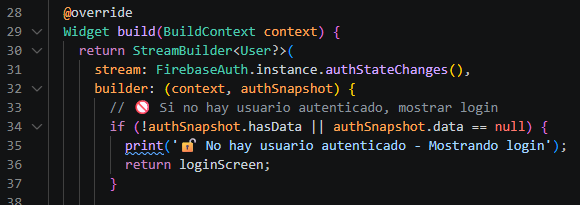 28 @override
29 Widget build(BuildContext context) {
30 return StreamBuilder<User?>(
31 stream: FirebaseAuth.instance.authStateChanges(),
32 builder: (context, authSnapshot) {
33 // 🚫 Si no hay usuario autenticado, mostrar login
34 if (!authSnapshot.hasData || authSnapshot.data == null) {
35 print('🔓 No hay usuario autenticado - Mostrando login');
36 return loginScreen;
37 }
38